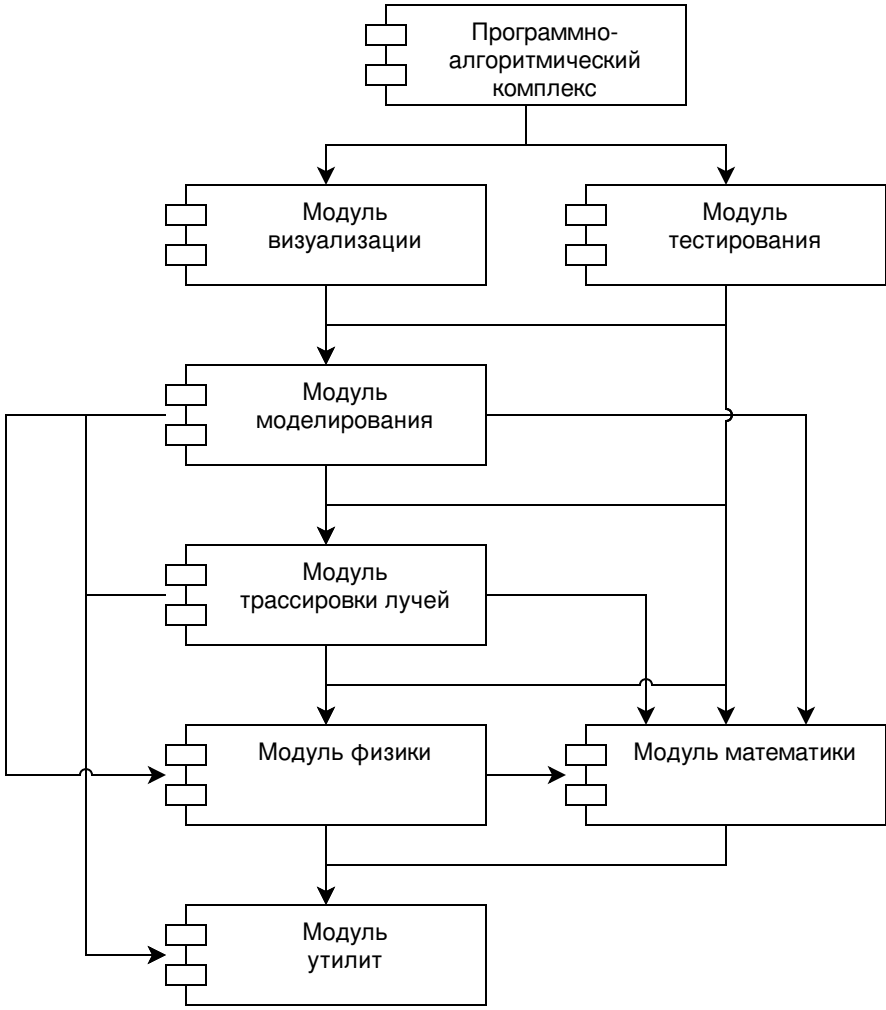 Программно-
алгоритмический
комплекс
Модуль
визуализации
Модуль
тестирования
Модуль
моделирования
Модуль
трассировки лучей
Модуль физики
Модуль математики
Модуль
утилит